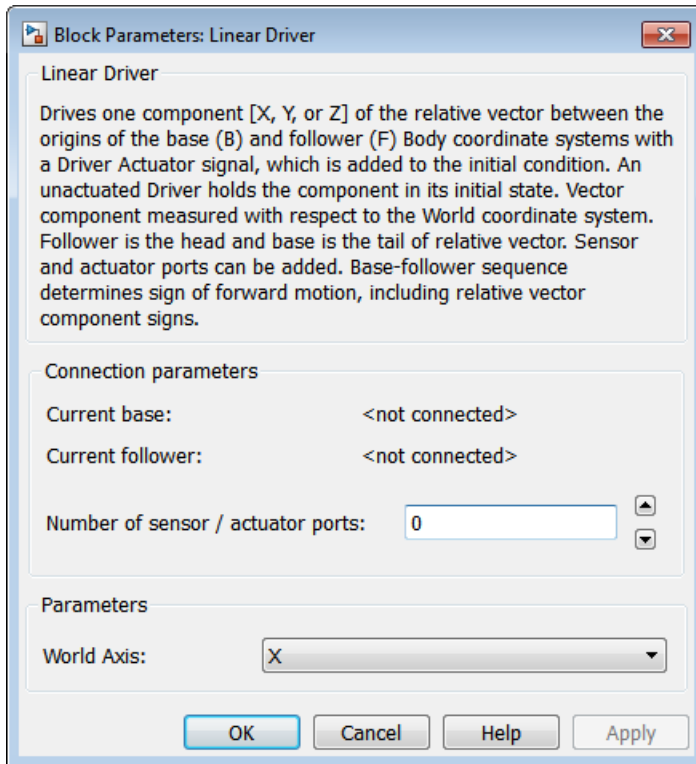 Block Parameters: Linear Driver
Linear Driver
Drives one component [X, Y, or Z] of the relative vector between the
origins of the base (B) and follower (F) Body coordinate systems with
a Driver Actuator signal, which is added to the initial condition. An
unactuated Driver holds the component in its initial state. Vector
component measured with respect to the World coordinate system.
Follower is the head and base is the tail of relative vector. Sensor
and actuator ports can be added. Base-follower sequence
determines sign of forward motion, including relative vector
component signs.
Connection parameters
Current base: <not connected>
Current follower: <not connected>
Number of sensor / actuator ports: 0
Parameters
World Axis: X
OK Cancel Help Apply